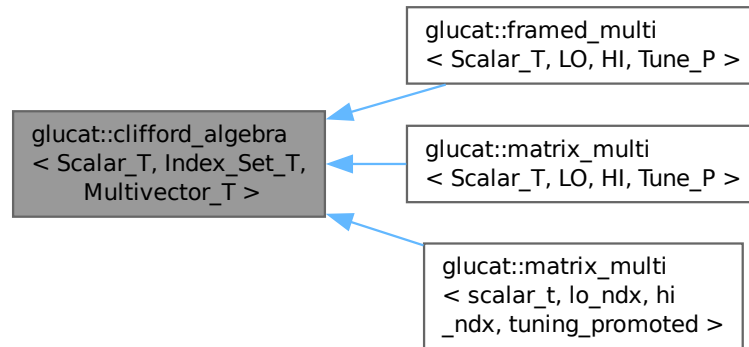 glucat::framed_multi
< Scalar_T, LO, HI, Tune_P >
glucat::clifford_algebra
< Scalar_T, Index_Set_T,
Multivector_T >
glucat::matrix_multi
< Scalar_T, LO, HI, Tune_P >
glucat::matrix_multi
< scalar_t, lo_ndx, hi
_ndx, tuning_promoted >